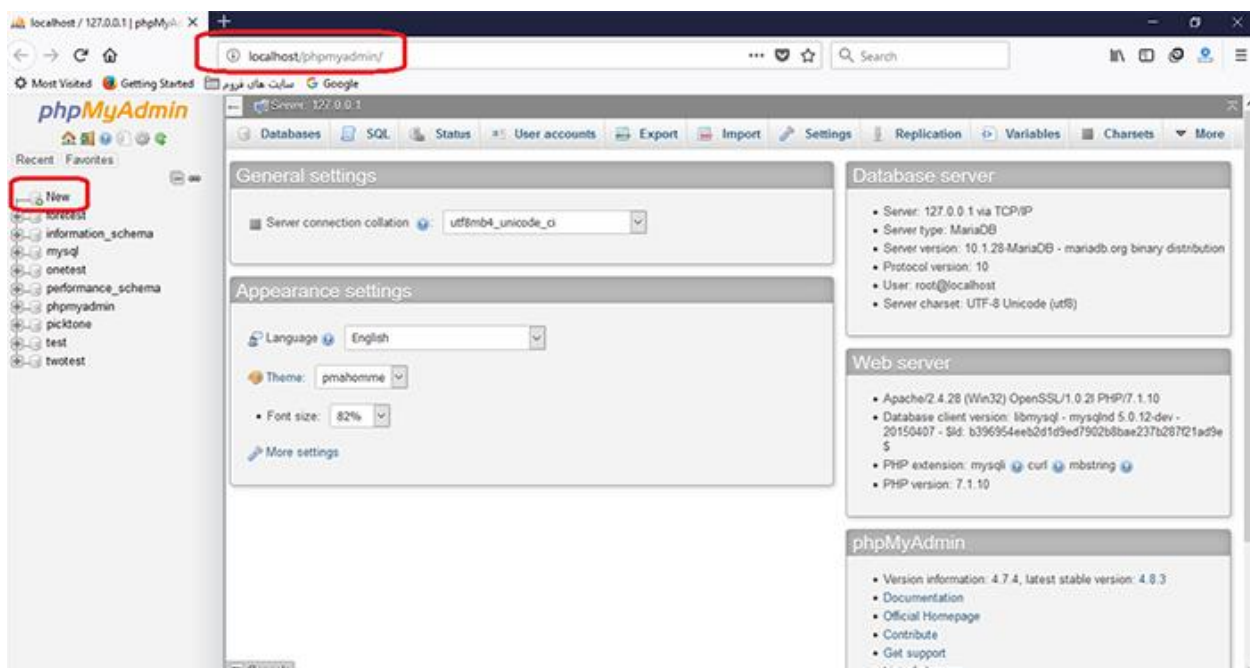 localhost / 127.0.0.1 | phpMyA
localhost/phpmyadmin/
Search
Most Visited Getting Started سایت های فروم Google
phpMyAdmin
Recent Favorites
New
foretest
information_schema
mysql
onetest
performance_schema
phpmyadmin
picktone
test
twotest
Server: 127.0.0.1
Databases SQL Status User accounts Export Import Settings Replication Variables Charsets More
General settings
Server connection collation : utf8mb4_unicode_ci
Appearance settings
Language English
Theme: pmahomme
Font size: 82%
More settings
Database server
Server: 127.0.0.1 via TCP/IP
Server type: MariaDB
Server version: 10.1.28-MariaDB - mariadb.org binary distribution
Protocol version: 10
User: root@localhost
Server charset: UTF-8 Unicode (utf8)
Web server
Apache/2.4.28 (Win32) OpenSSL/1.0.2l PHP/7.1.10
Database client version: libmysql - mysqlnd 5.0.12-dev -
20150407 - $Id: b396954eeb2d1d9ed7902b8bae237b287f21ad9e
$
PHP extension: mysqli curl mbstring
PHP version: 7.1.10
phpMyAdmin
Version information: 4.7.4, latest stable version: 4.8.3
Documentation
Official Homepage
Contribute
Get support